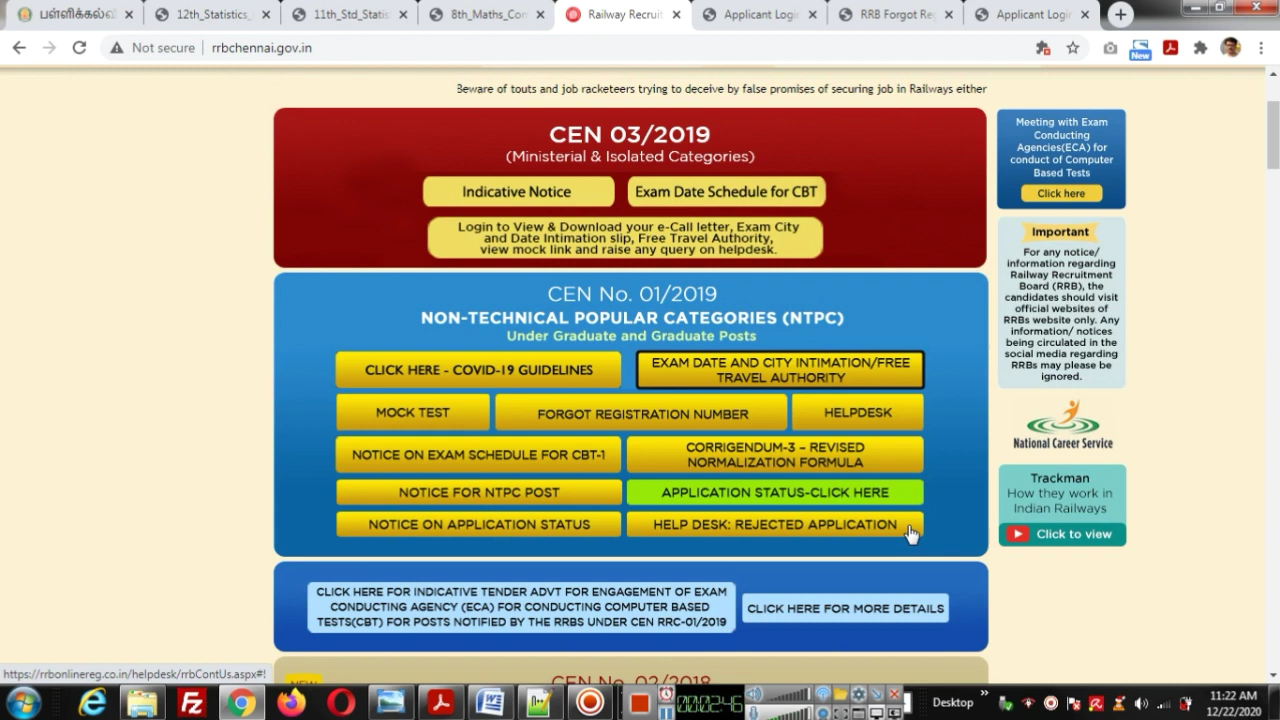 பள்ளிக்கல்வ
12th_Statistics_
11th_Std_Statis
8th_Maths_Con
Railway Recruit
Applicant Logi
RRB Forgot Re
Applicant Logi
Not secure
rrbchennai.gov.in
New
Beware of touts and job racketeers trying to deceive by false promises of securing job in Railways either
CEN 03/2019
(Ministerial & Isolated Categories)
Indicative Notice
Exam Date Schedule for CBT
Login to View & Download your e-Call letter, Exam City
and Date Intimation slip, Free Travel Authority,
view mock link and raise any query on helpdesk.
CEN No. 01/2019
NON-TECHNICAL POPULAR CATEGORIES (NTPC)
Under Graduate and Graduate Posts
CLICK HERE - COVID-19 GUIDELINES
EXAM DATE AND CITY INTIMATION/FREE
TRAVEL AUTHORITY
MOCK TEST
FORGOT REGISTRATION NUMBER
HELPDESK
NOTICE ON EXAM SCHEDULE FOR CBT-1
CORRIGENDUM-3 – REVISED
NORMALIZATION FORMULA
NOTICE FOR NTPC POST
APPLICATION STATUS-CLICK HERE
NOTICE ON APPLICATION STATUS
HELP DESK: REJECTED APPLICATION
CLICK HERE FOR INDICATIVE TENDER ADVT FOR ENGAGEMENT OF EXAM
CONDUCTING AGENCY (ECA) FOR CONDUCTING COMPUTER BASED
TESTS(CBT) FOR POSTS NOTIFIED BY THE RRBS UNDER CEN RRC-01/2019
CLICK HERE FOR MORE DETAILS
NEW
CEN No. 02/2018
Meeting with Exam
Conducting
Agencies(ECA) for
conduct of Computer
Based Tests
Click here
Important
For any notice/
information regarding
Railway Recruitment
Board (RRB), the
candidates should visit
official websites of
RRBs website only. Any
information/ notices
being circulated in the
social media regarding
RRBs may please be
ignored.
National Career Service
Trackman
How they work in
Indian Railways
Click to view
https://rrbonlinereg.co.in/helpdesk/rrbContUs.aspx#!
00:02:46
Desktop
11:22 AM
12/22/2020